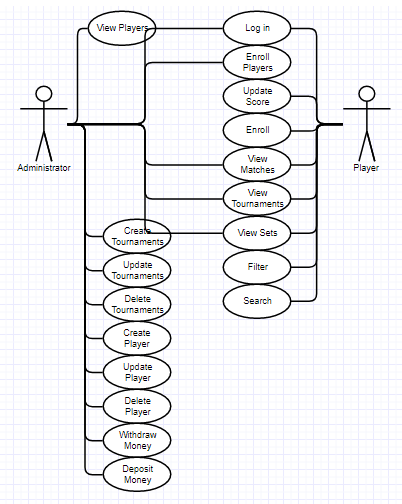 View Players
Log in
Enroll
Players
Update
Score
Enroll
Administrator
Player
View
Matches
View
Tournaments
Create
Tournaments
View Sets
Update
Tournaments
Filter
Delete
Tournaments
Search
Create
Player
Update
Player
Delete
Player
Withdraw
Money
Deposit
Money